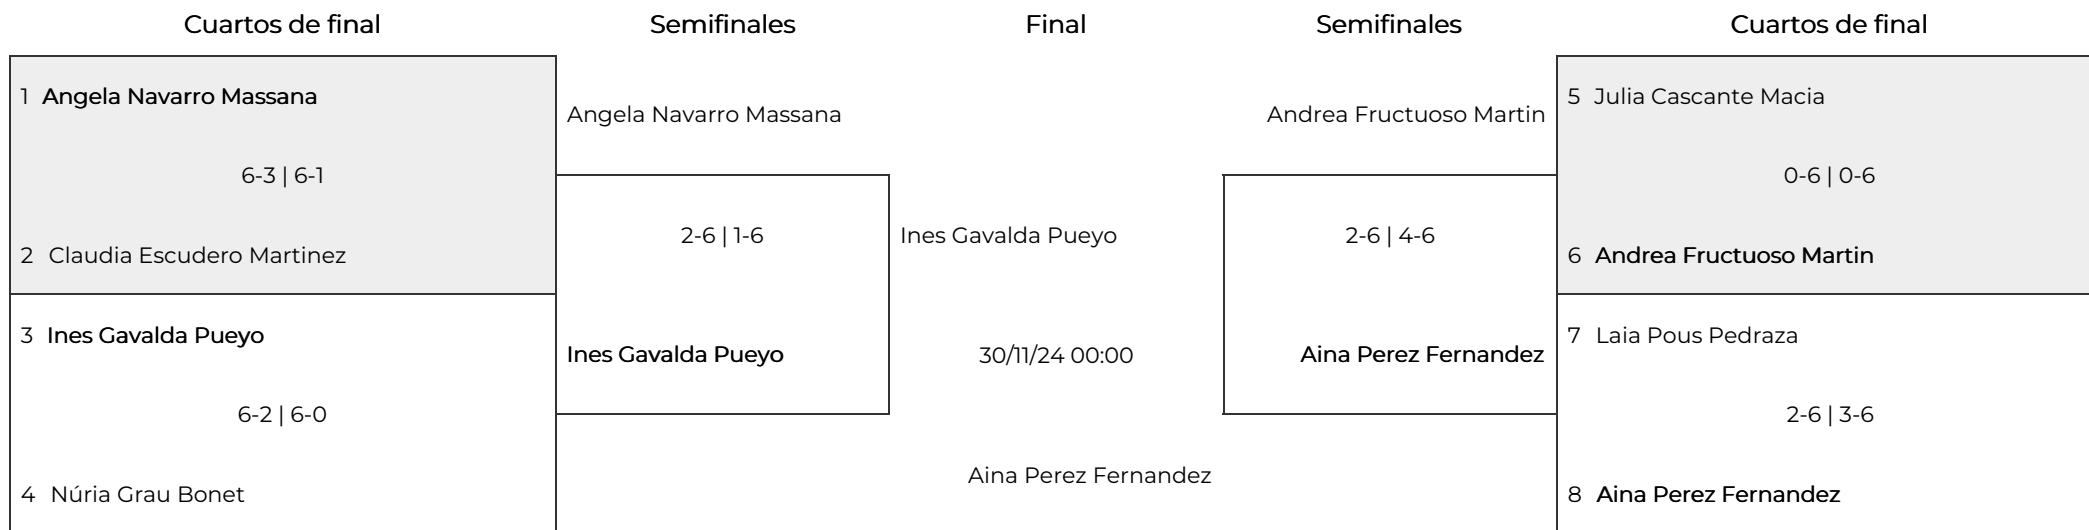 Cuartos de final
Semifinales
Final
Semifinales
Cuartos de final
1 Angela Navarro Massana
6-3 | 6-1
2 Claudia Escudero Martinez
3 Ines Gavalda Pueyo
6-2 | 6-0
4 Núria Grau Bonet
Angela Navarro Massana
2-6 | 1-6
Ines Gavalda Pueyo
Ines Gavalda Pueyo
30/11/24 00:00
Aina Perez Fernandez
Andrea Fructuoso Martin
2-6 | 4-6
Aina Perez Fernandez
5 Julia Cascante Macia
0-6 | 0-6
6 Andrea Fructuoso Martin
7 Laia Pous Pedraza
2-6 | 3-6
8 Aina Perez Fernandez